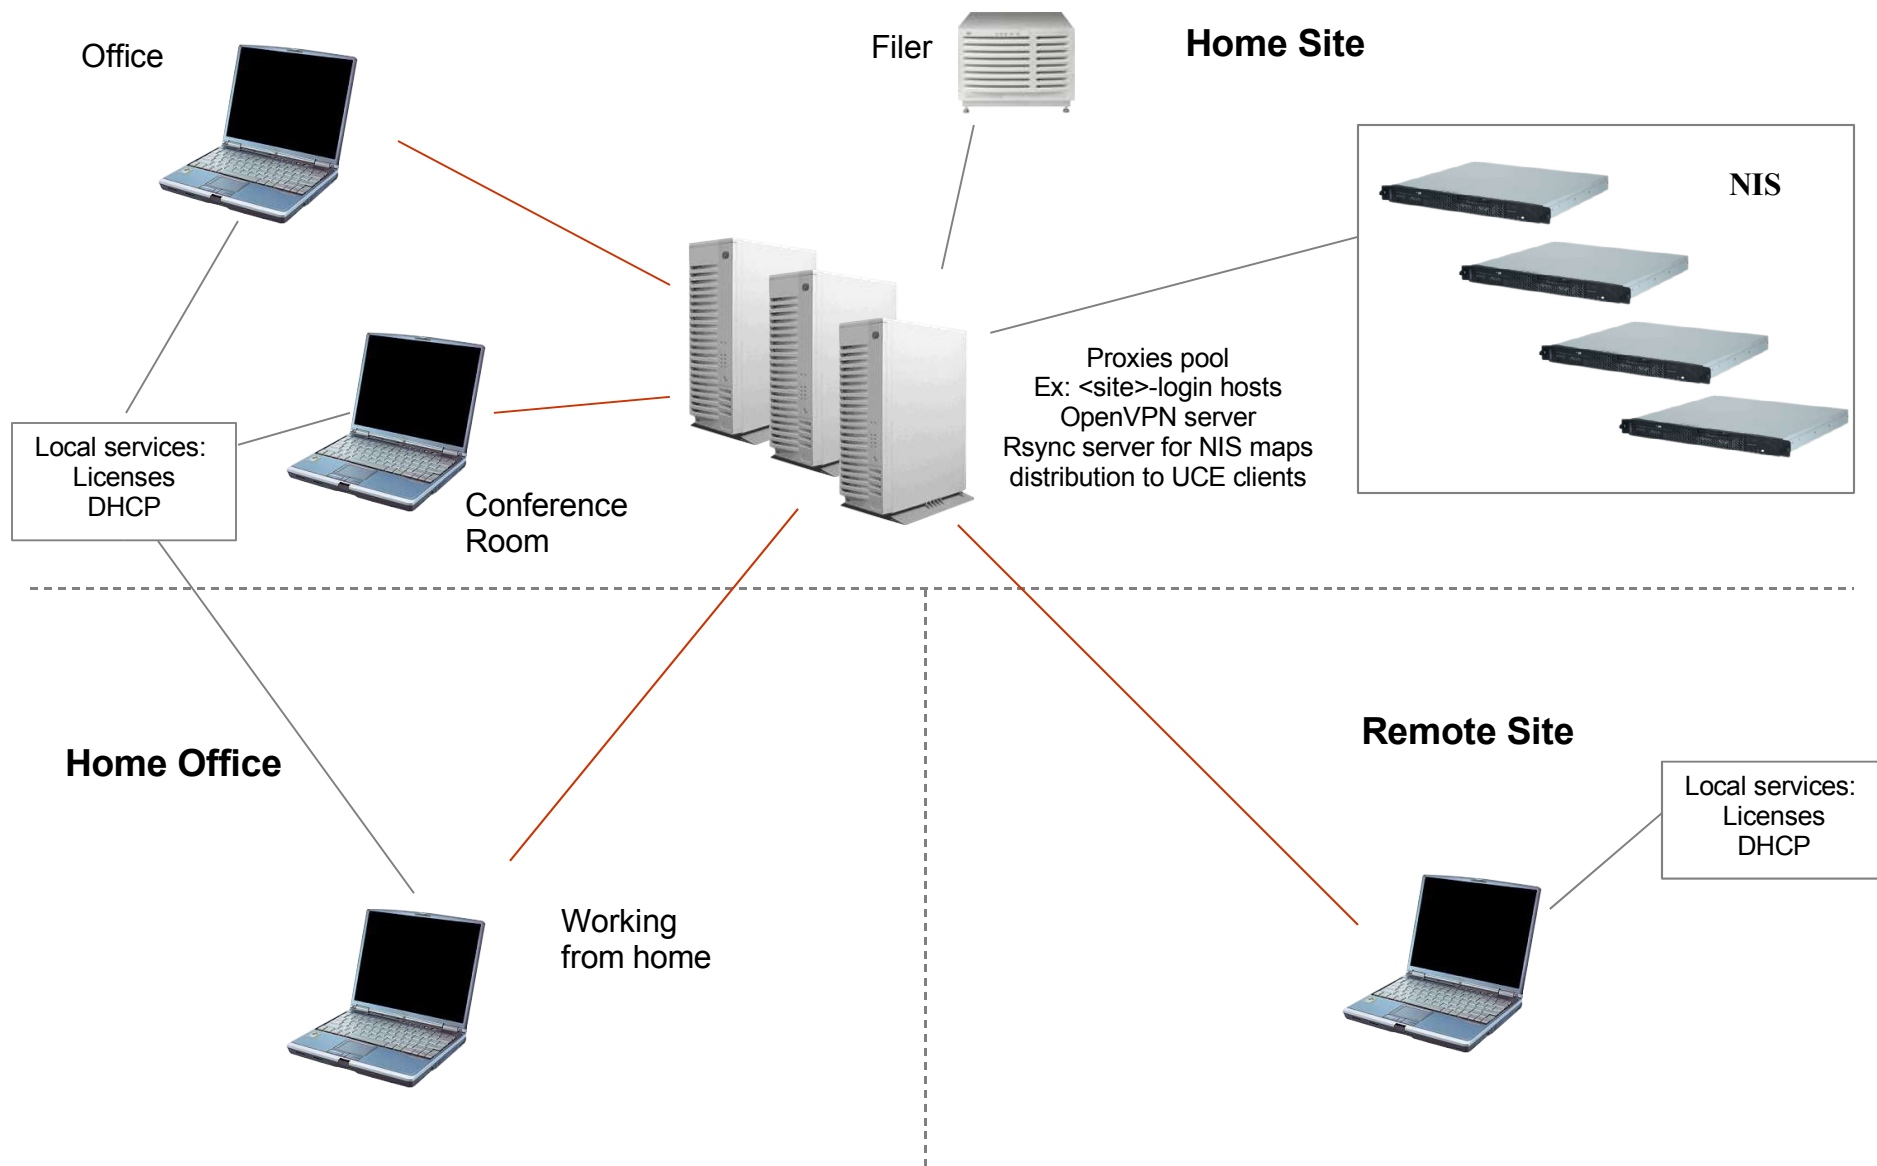 Office
Filer
Home Site
NIS
Proxies pool
Ex: <site>-login hosts
OpenVPN server
Rsync server for NIS maps
distribution to UCE clients
Local services:
Licenses
DHCP
Conference
Room
Home Office
Working
from home
Remote Site
Local services:
Licenses
DHCP